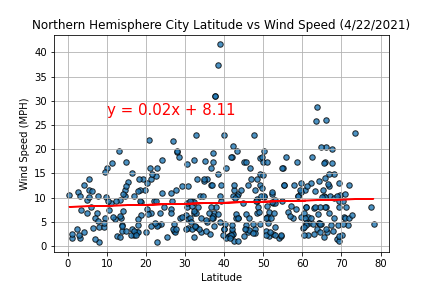 Northern Hemisphere City Latitude vs Wind Speed (4/22/2021)
40
35
30
25
20
15
10
5
0
Wind Speed (MPH)
y = 0.02x + 8.11
0 10 20 30 40 50 60 70 80
Latitude